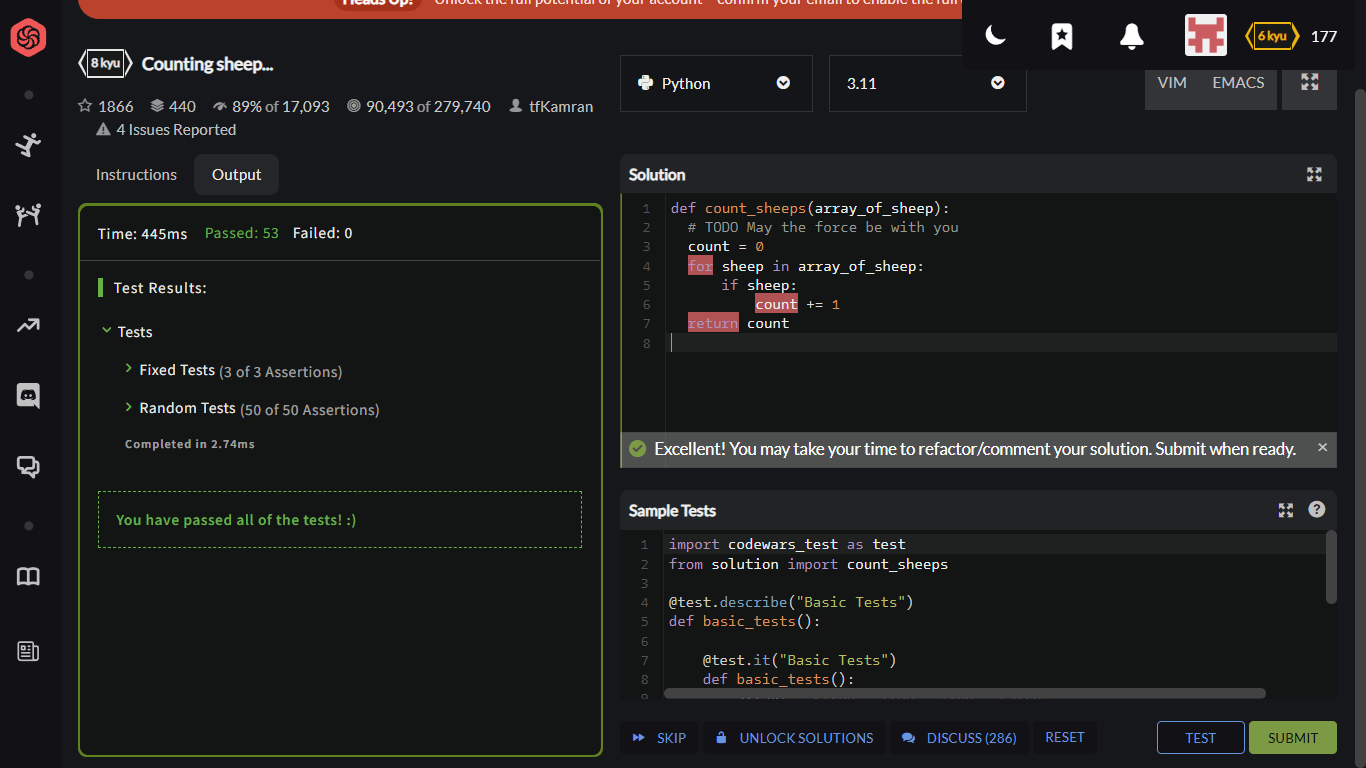 Heads Up! Unlock the full potential of your account - confirm your email to enable the full
6 kyu 177
8 kyu Counting sheep...
Python 3.11 VIM EMACS
1866 440 89% of 17,093 90,493 of 279,740 tfKamran
4 Issues Reported
Instructions Output
Time: 445ms Passed: 53 Failed: 0
Test Results:
Tests
Fixed Tests (3 of 3 Assertions)
Random Tests (50 of 50 Assertions)
Completed in 2.74ms
You have passed all of the tests! :)
Solution
1 def count_sheeps(array_of_sheep):
2 # TODO May the force be with you
3 count = 0
4 for sheep in array_of_sheep:
5 if sheep:
6 count += 1
7 return count
8
Excellent! You may take your time to refactor/comment your solution. Submit when ready. ×
Sample Tests ?
1 import codewars_test as test
2 from solution import count_sheeps
3
4 @test.describe("Basic Tests")
5 def basic_tests():
6
7 @test.it("Basic Tests")
8 def basic_tests():
9
SKIP UNLOCK SOLUTIONS DISCUSS (286) RESET TEST SUBMIT